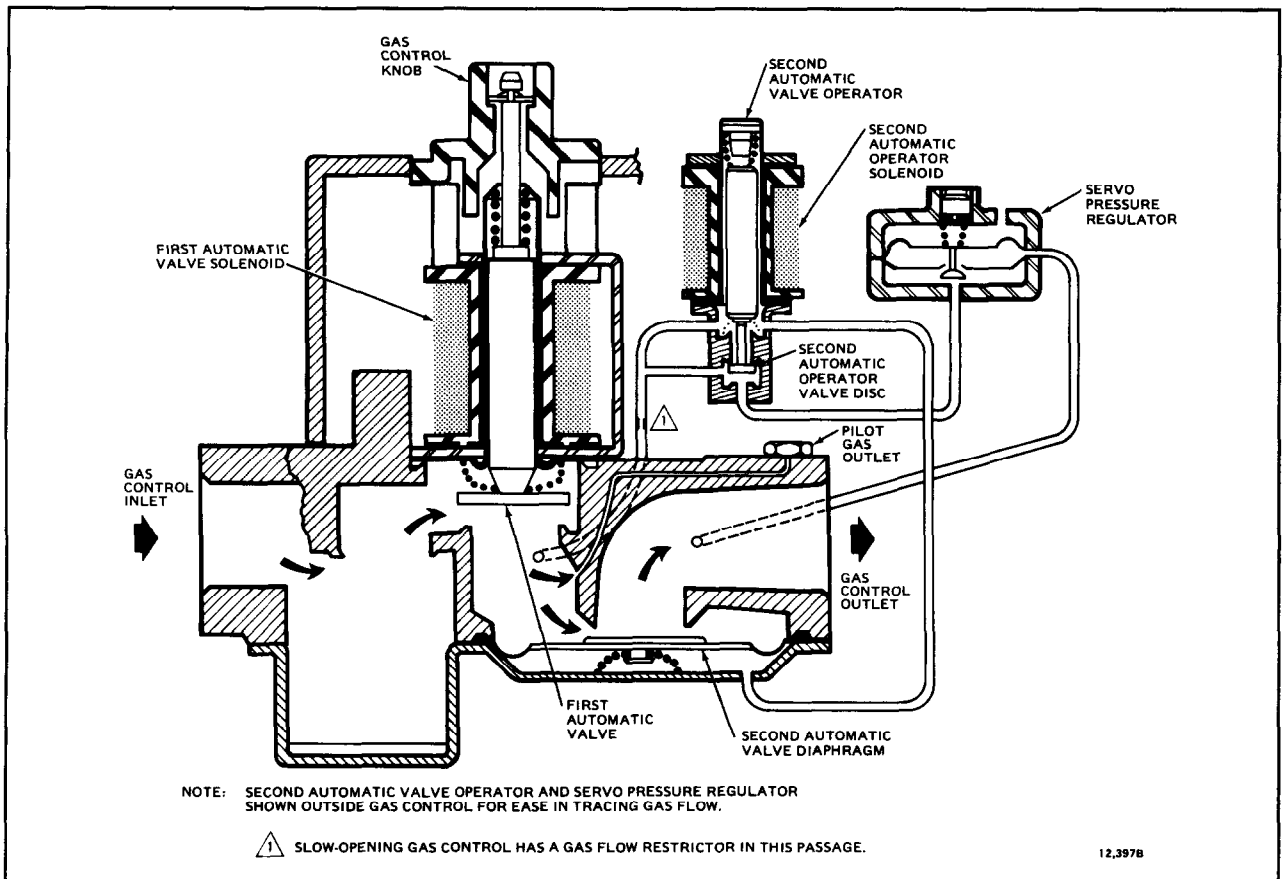 GAS
CONTROL
KNOB
SECOND
AUTOMATIC
VALVE OPERATOR
SECOND
AUTOMATIC
OPERATOR
SOLENOID
SERVO
PRESSURE
REGULATOR
FIRST AUTOMATIC
VALVE SOLENOID
SECOND
AUTOMATIC
OPERATOR
VALVE DISC
1
PILOT
GAS
OUTLET
GAS
CONTROL
INLET
GAS
CONTROL
OUTLET
FIRST
AUTOMATIC
VALVE
SECOND AUTOMATIC
VALVE DIAPHRAGM
NOTE: SECOND AUTOMATIC VALVE OPERATOR AND SERVO PRESSURE REGULATOR
SHOWN OUTSIDE GAS CONTROL FOR EASE IN TRACING GAS FLOW.
1 SLOW-OPENING GAS CONTROL HAS A GAS FLOW RESTRICTOR IN THIS PASSAGE.
12,397B